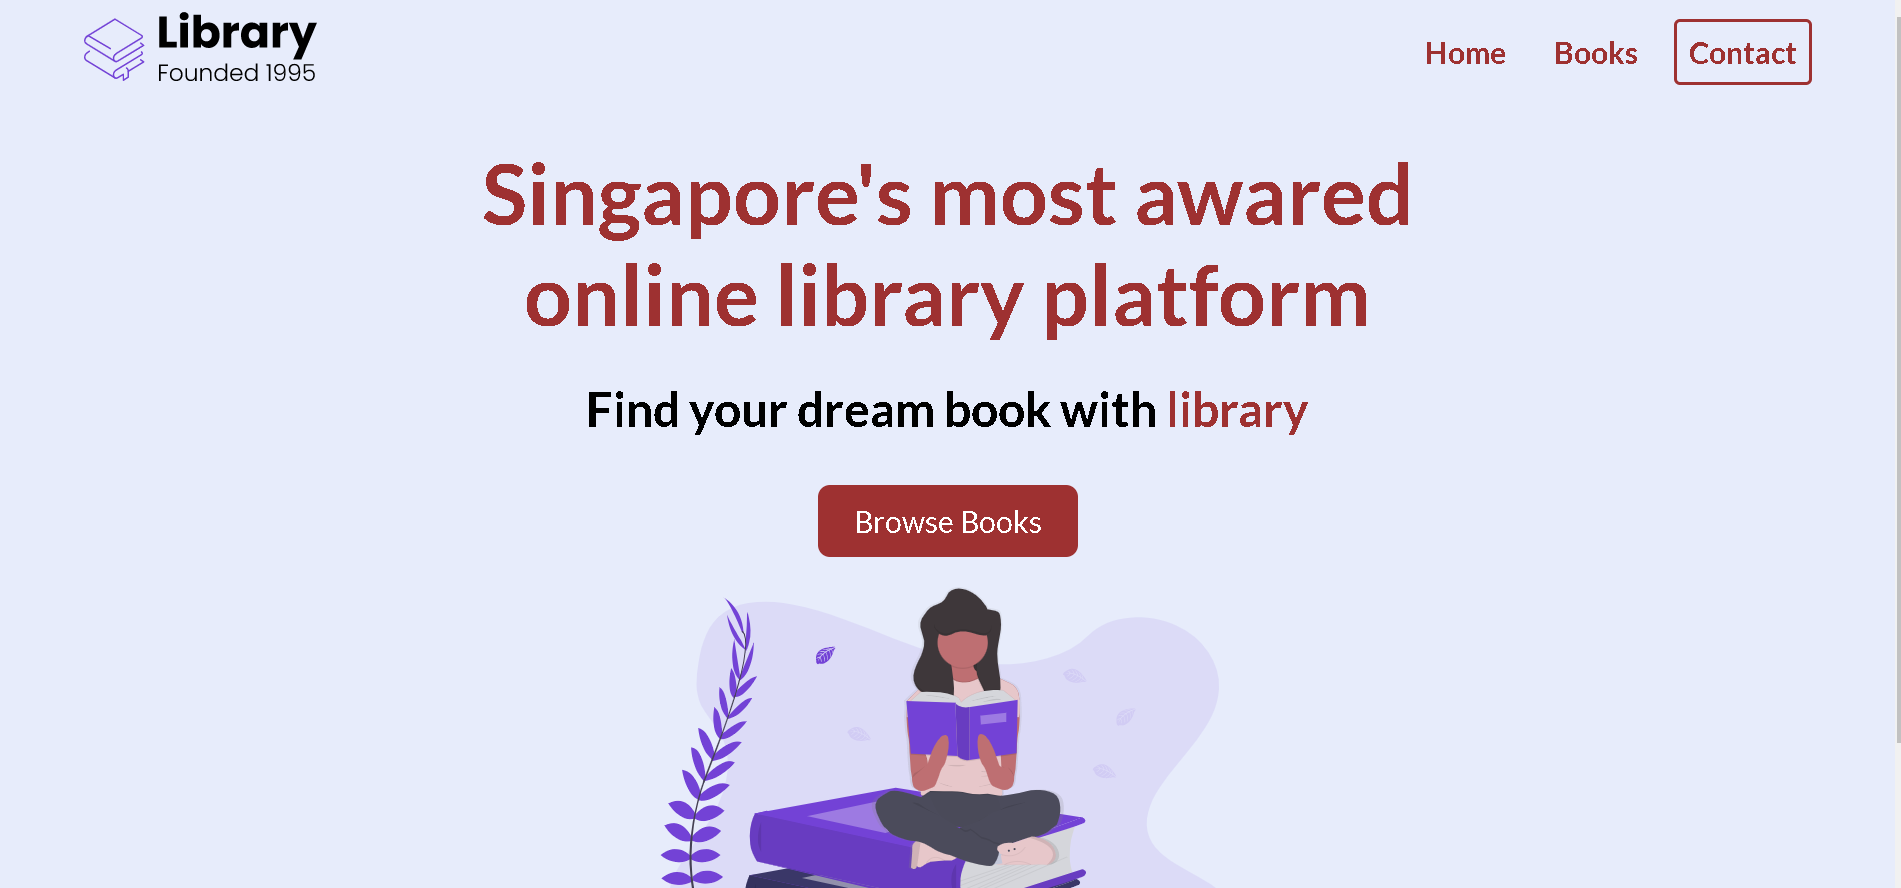 Library
Founded 1995
Home
Books
Contact
Singapore's most awared
online library platform
Find your dream book with library
Browse Books